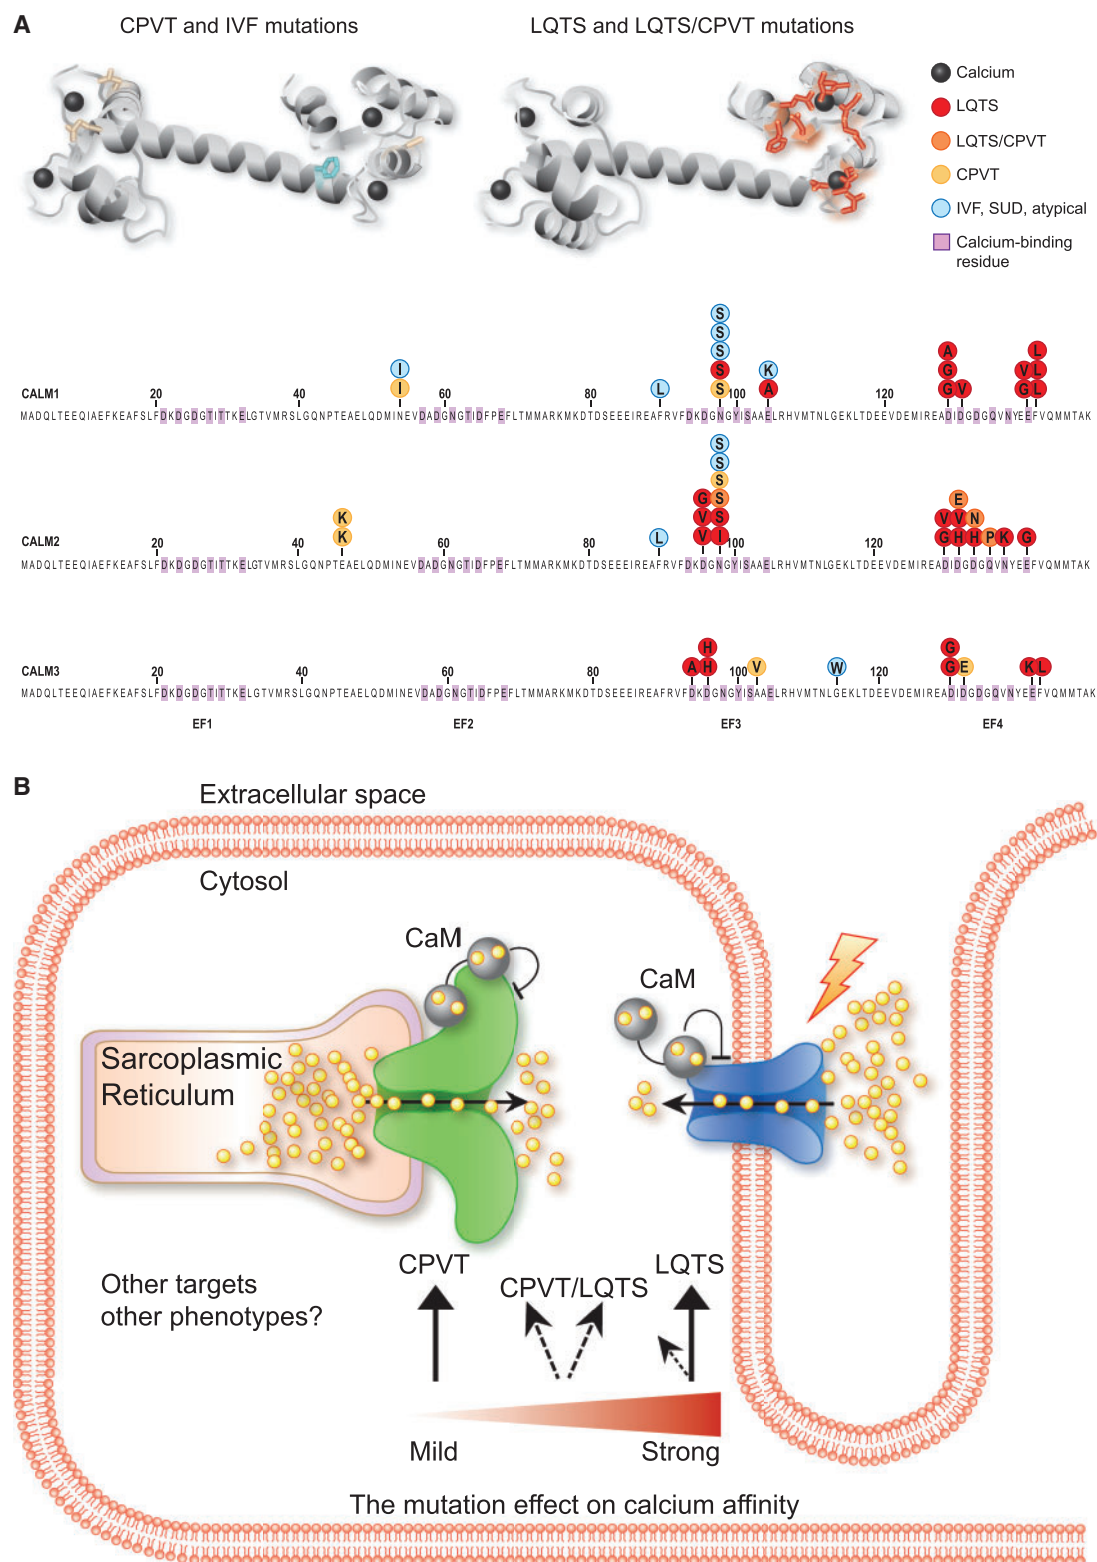 A
CPVT and IVF mutations
LQTS and LQTS/CPVT mutations
Calcium
LQTS
LQTS/CPVT
CPVT
IVF, SUD, atypical
Calcium-binding
residue
S
S
S A L
I S K G V L
I L S A G V G L
CALM1 20 40 60 80 100 120
MADQLTEEQIAEFKEAFSLFDKDGDGTITTKELGTVMRSLGQNPTEAELQDMINEVDADGNGTIDFPEFLTMMARKMKDTDSEEEIREAFRVFDKDGNGYISAAELRHVMTNLGEKLTDEEVDEMIREADIDGDGQVNYEEFVQMMTAK
S
S
S
G S E
K V S V V N
K L V I G H H P K G
CALM2 20 40 60 80 100 120
MADQLTEEQIAEFKEAFSLFDKDGDGTITTKELGTVMRSLGQNPTEAELQDMINEVDADGNGTIDFPEFLTMMARKMKDTDSEEEIREAFRVFDKDGNGYISAAELRHVMTNLGEKLTDEEVDEMIREADIDGDGQVNYEEFVQMMTAK
H G
A H V W G E K L
CALM3 20 40 60 80 100 120
MADQLTEEQIAEFKEAFSLFDKDGDGTITTKELGTVMRSLGQNPTEAELQDMINEVDADGNGTIDFPEFLTMMARKMKDTDSEEEIREAFRVFDKDGNGYISAAELRHVMTNLGEKLTDEEVDEMIREADIDGDGQVNYEEFVQMMTAK
EF1 EF2 EF3 EF4
B
Extracellular space
Cytosol
CaM
CaM
Sarcoplasmic
Reticulum
CPVT
CPVT/LQTS
LQTS
Other targets
other phenotypes?
Mild
Strong
The mutation effect on calcium affinity